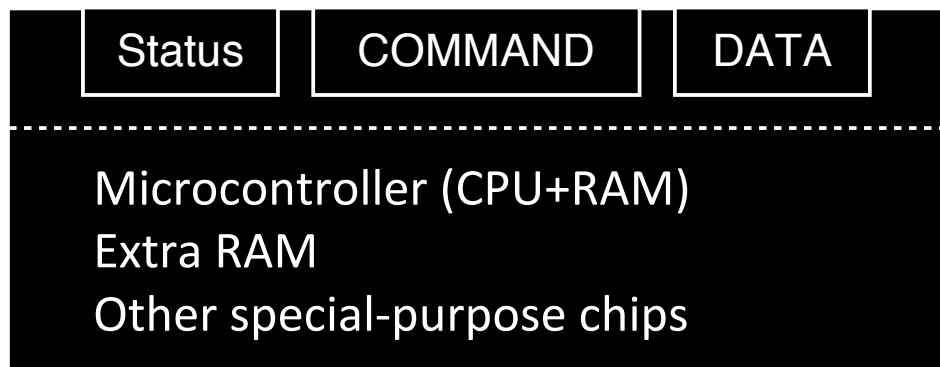 Status COMMAND DATA
Microcontroller (CPU+RAM)
Extra RAM
Other special-purpose chips